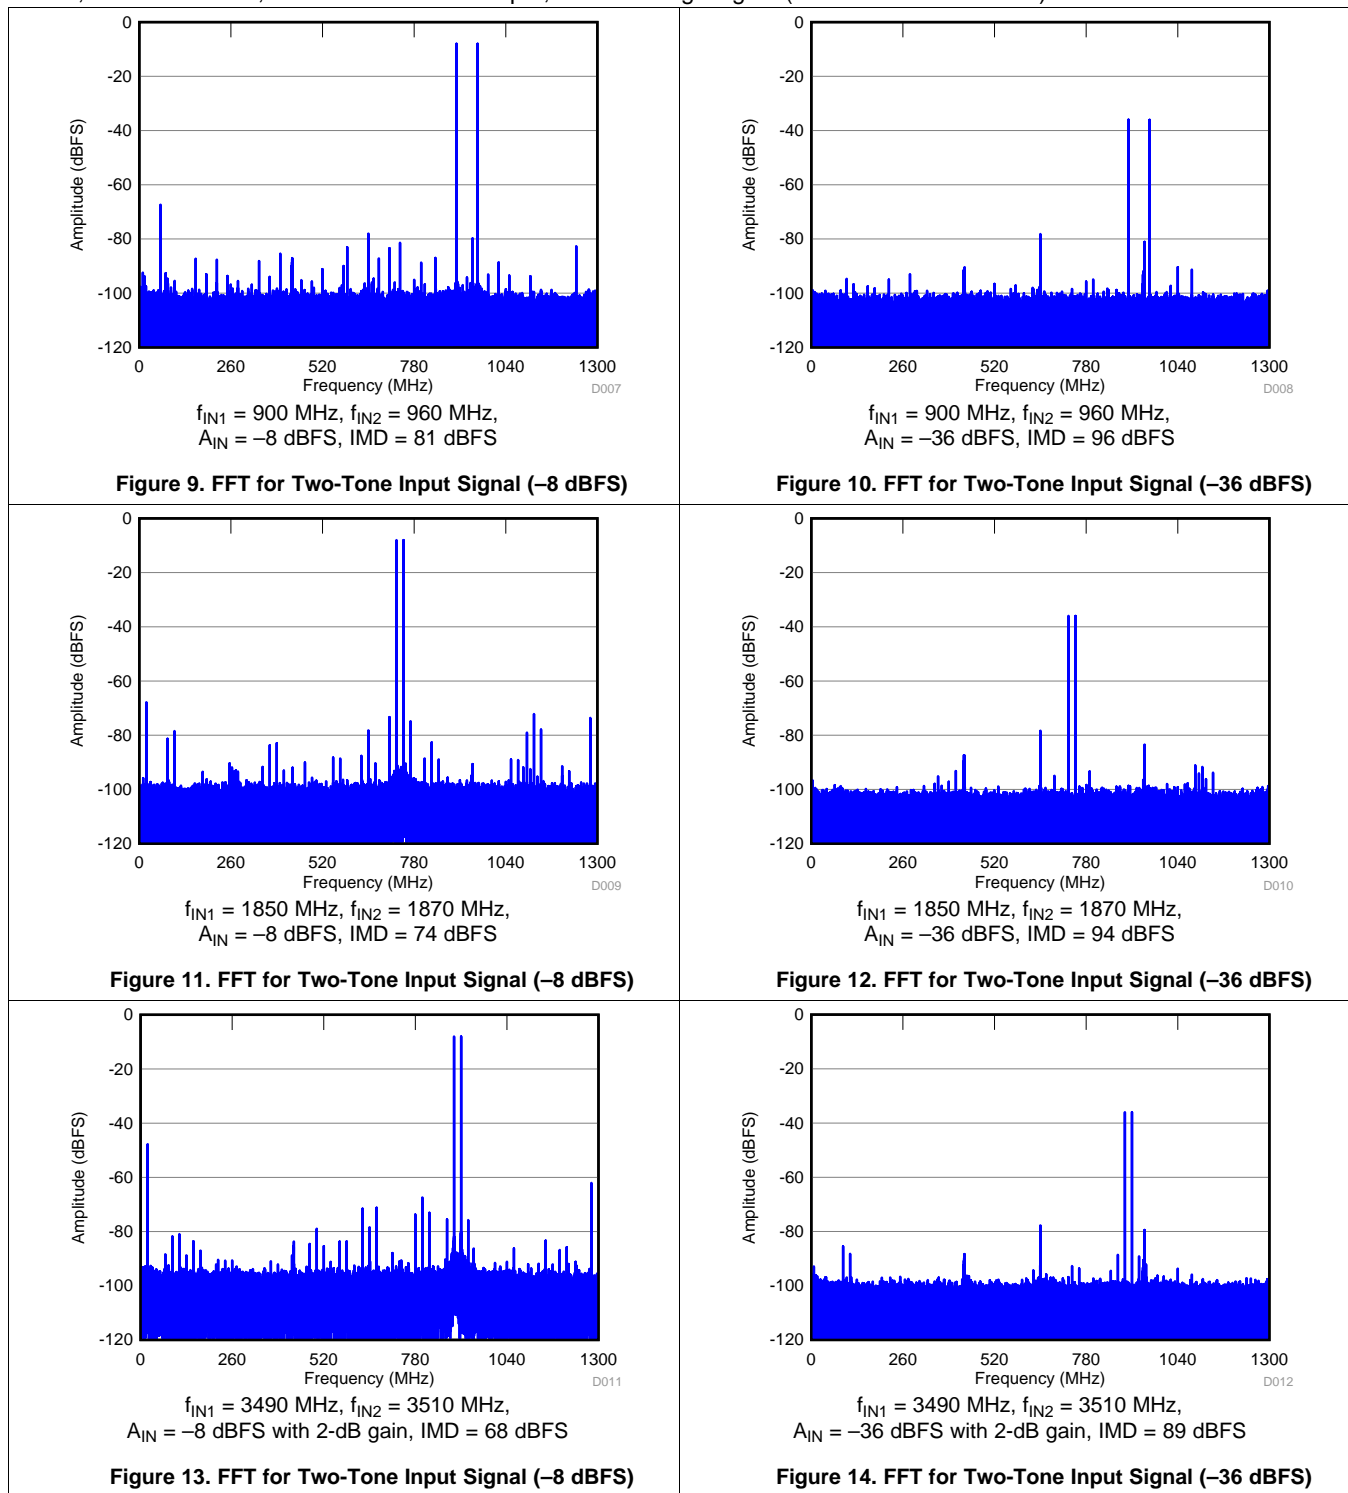 0
-20
-40
-60
-80
-100
-120
Amplitude (dBFS)
0 260 520 780 1040 1300
Frequency (MHz)
D007
fIN1 = 900 MHz, fIN2 = 960 MHz,
AIN = –8 dBFS, IMD = 81 dBFS
Figure 9. FFT for Two-Tone Input Signal (–8 dBFS)
0
-20
-40
-60
-80
-100
-120
Amplitude (dBFS)
0 260 520 780 1040 1300
Frequency (MHz)
D008
fIN1 = 900 MHz, fIN2 = 960 MHz,
AIN = –36 dBFS, IMD = 96 dBFS
Figure 10. FFT for Two-Tone Input Signal (–36 dBFS)
0
-20
-40
-60
-80
-100
-120
Amplitude (dBFS)
0 260 520 780 1040 1300
Frequency (MHz)
D009
fIN1 = 1850 MHz, fIN2 = 1870 MHz,
AIN = –8 dBFS, IMD = 74 dBFS
Figure 11. FFT for Two-Tone Input Signal (–8 dBFS)
0
-20
-40
-60
-80
-100
-120
Amplitude (dBFS)
0 260 520 780 1040 1300
Frequency (MHz)
D010
fIN1 = 1850 MHz, fIN2 = 1870 MHz,
AIN = –36 dBFS, IMD = 94 dBFS
Figure 12. FFT for Two-Tone Input Signal (–36 dBFS)
0
-20
-40
-60
-80
-100
-120
Amplitude (dBFS)
0 260 520 780 1040 1300
Frequency (MHz)
D011
fIN1 = 3490 MHz, fIN2 = 3510 MHz,
AIN = –8 dBFS with 2-dB gain, IMD = 68 dBFS
Figure 13. FFT for Two-Tone Input Signal (–8 dBFS)
0
-20
-40
-60
-80
-100
-120
Amplitude (dBFS)
0 260 520 780 1040 1300
Frequency (MHz)
D012
fIN1 = 3490 MHz, fIN2 = 3510 MHz,
AIN = –36 dBFS with 2-dB gain, IMD = 89 dBFS
Figure 14. FFT for Two-Tone Input Signal (–36 dBFS)